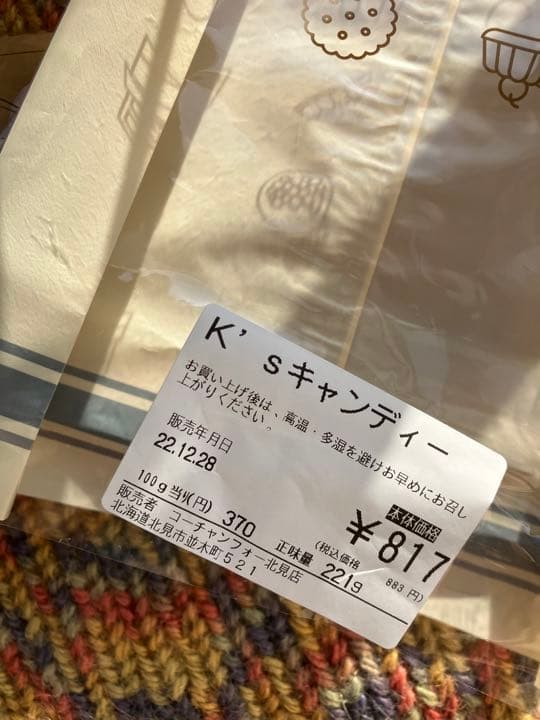 K'sキャンディー
お買い上げ後は、高温・多湿を避けお早めにお召し
上がりください。
販売年月日
22.12.28
100g当り(円) 370
正味量 221g
本体価格
¥817
(税込価格 883 円)
販売者 コーチャンフォー北見店
北海道北見市並木町521